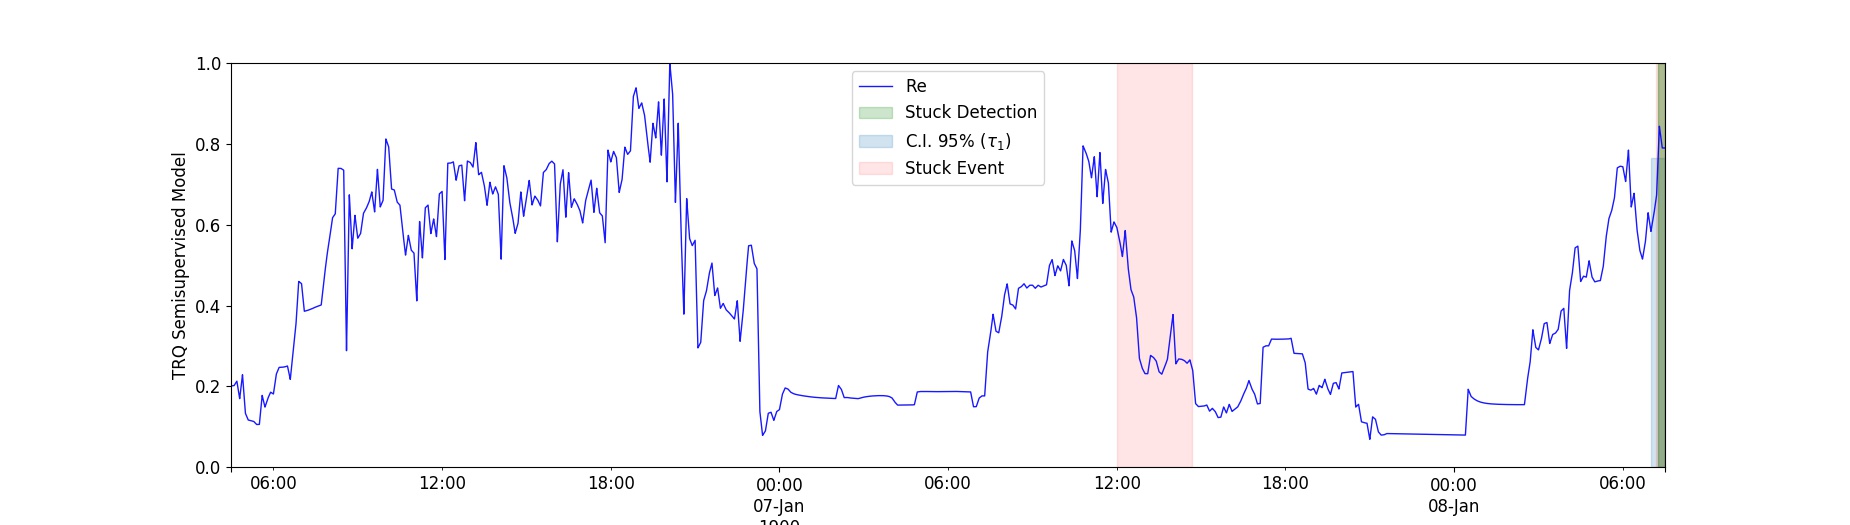 TRQ Semisupervised Model
1.0
0.8
0.6
0.4
0.2
0.0
Re
Stuck Detection
C.I. 95% (τ₁)
Stuck Event
06:00 12:00 18:00 00:00 06:00 12:00 18:00 00:00 06:00
07-Jan 08-Jan
1900